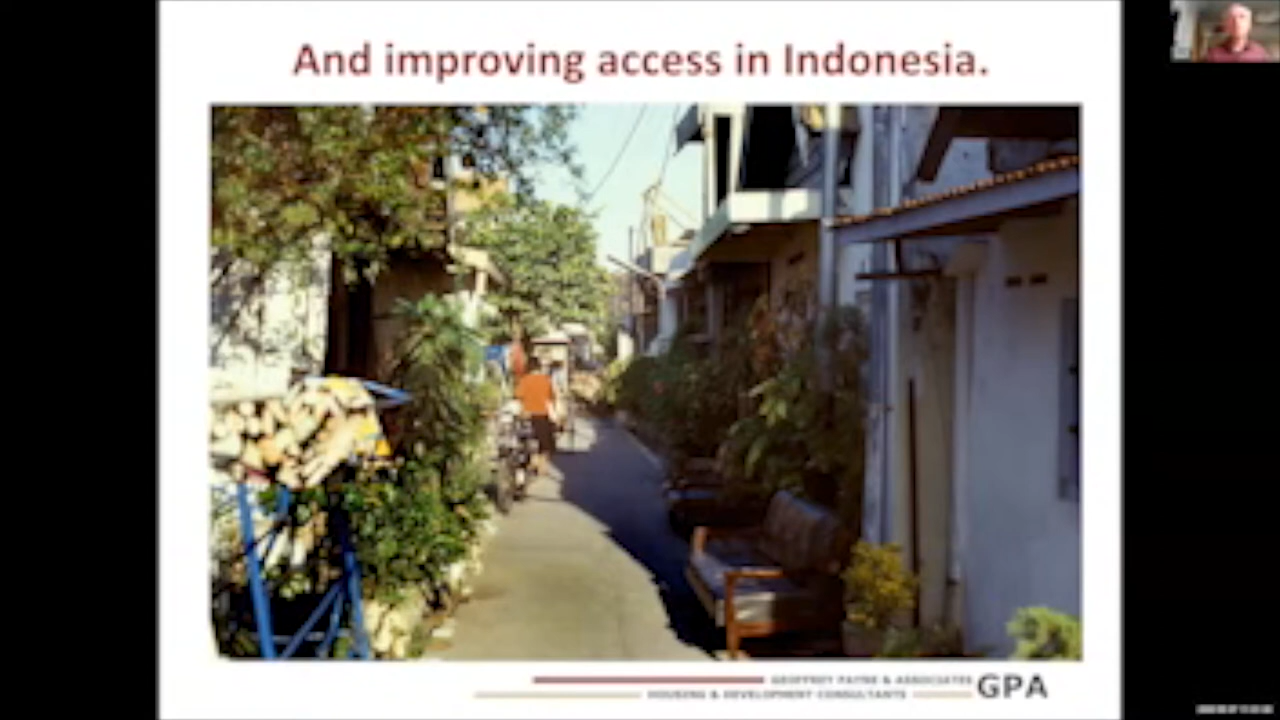 And improving access in Indonesia.
GEOFFREY PAYNE & ASSOCIATES
HOUSING & DEVELOPMENT CONSULTANTS
GPA